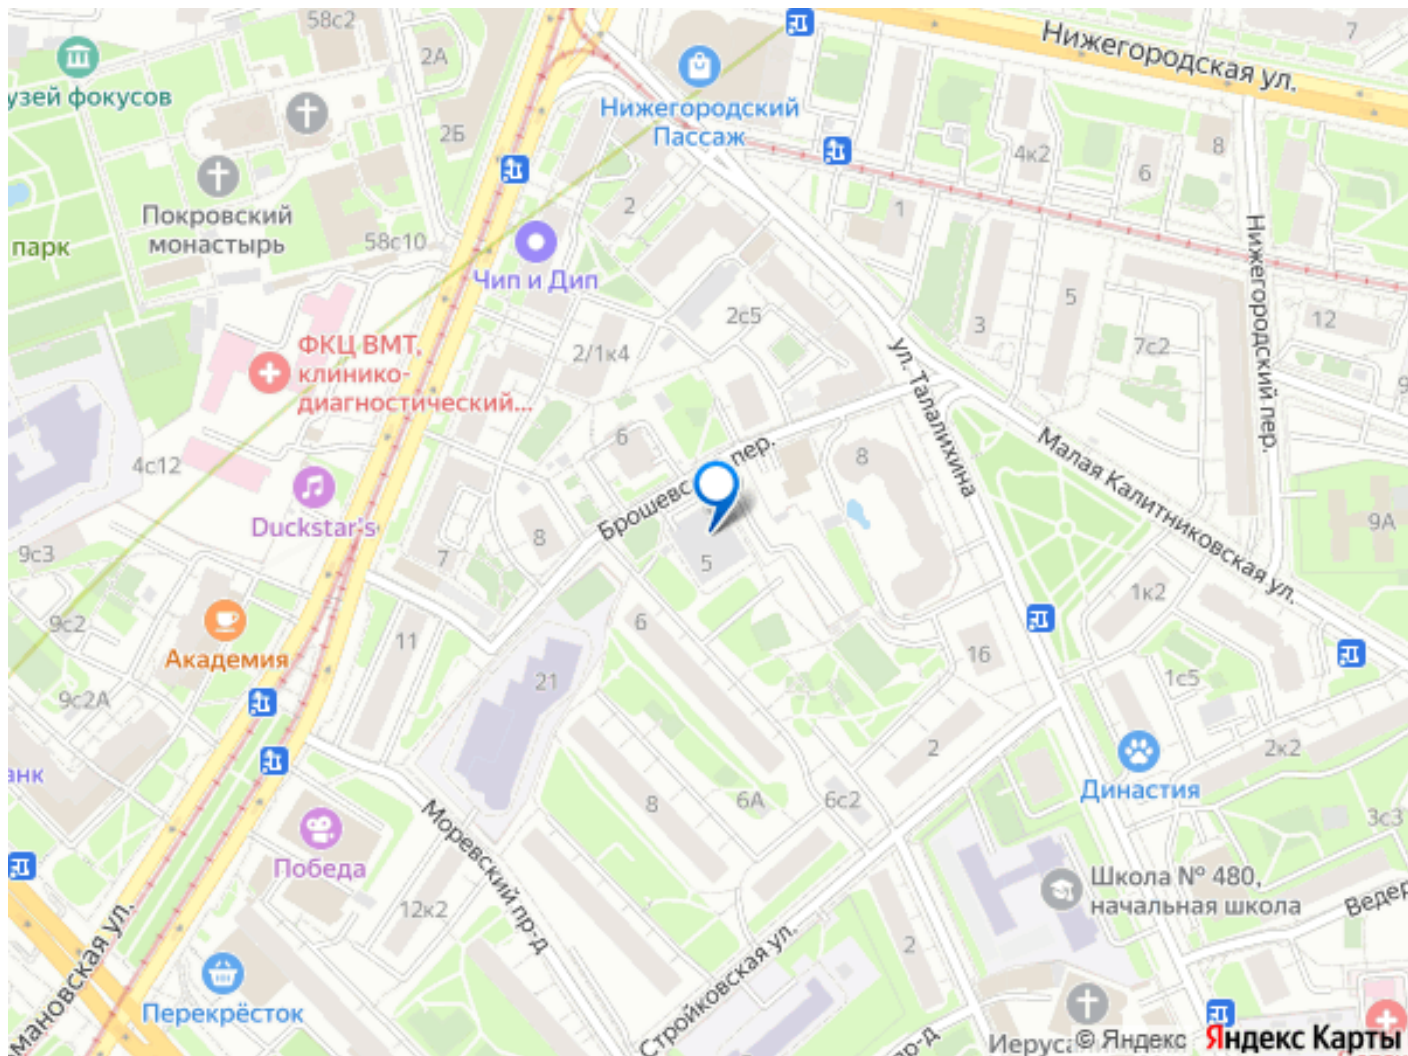 58с2
2А
7
Нижегородская ул.
узей фокусов
Нижегородский
Пассаж
2Б
8
4к2
6
Покровский
монастырь
парк
58с10
2
1
Чип и Дип
Нижегородский пер.
5
2с5
3
12
7с2
ФКЦ ВМТ,
клинико-
диагностический...
2/1к4
ул. Талалихина
9
6
пер.
8
Малая Калитниковская ул.
4с12
Брошевс
Duckstar's
9А
8
7
5
9с3
1к2
9с2
11
6
16
Академия
21
1с5
9с2А
2
2к2
анк
Династия
8
6А
6с2
3с3
Моревский пр-д
Победа
Школа № 480,
начальная школа
12к2
Ведер
2
мановская ул.
Стройковская ул.
Перекрёсток
пр-д
Иеруса
© Яндекс
Яндекс Карты